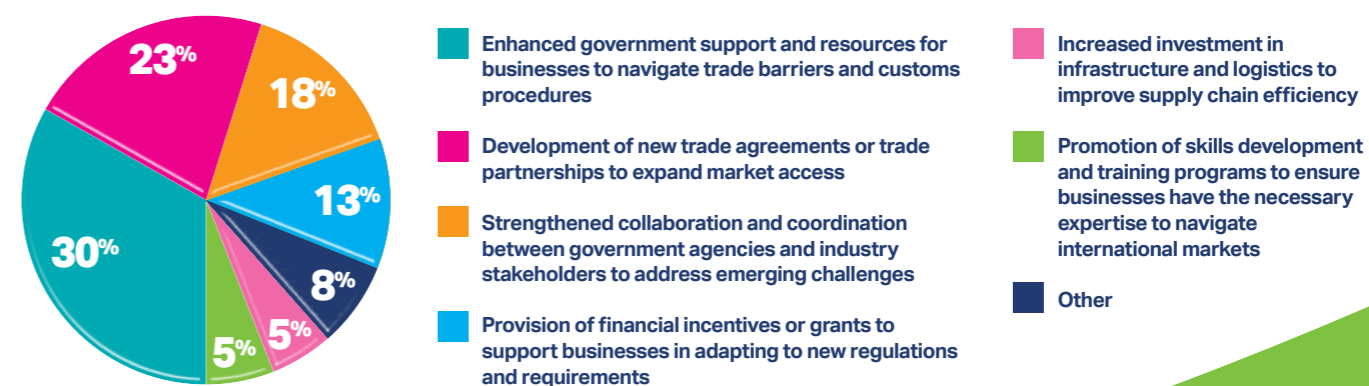 23%
18%
13%
8%
5%
5%
30%
Enhanced government support and resources for
businesses to navigate trade barriers and customs
procedures
Development of new trade agreements or trade
partnerships to expand market access
Strengthened collaboration and coordination
between government agencies and industry
stakeholders to address emerging challenges
Provision of financial incentives or grants to
support businesses in adapting to new regulations
and requirements
Increased investment in
infrastructure and logistics to
improve supply chain efficiency
Promotion of skills development
and training programs to ensure
businesses have the necessary
expertise to navigate
international markets
Other